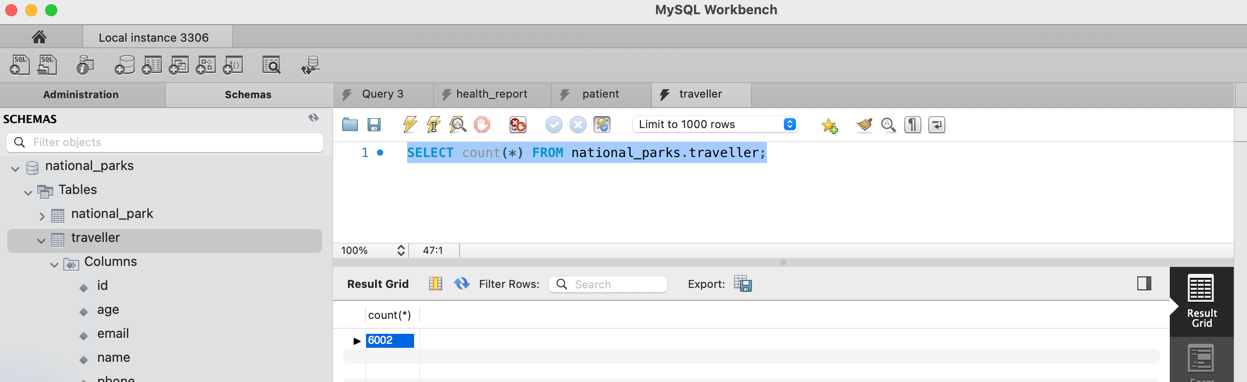 MySQL Workbench
Local instance 3306
SQL SQL
Administration Schemas Query 3 health_report patient traveller
SCHEMAS
Filter objects
Limit to 1000 rows
national_parks
Tables
national_park
traveller
Columns
id
age
email
name
phone
1 SELECT count(*) FROM national_parks.traveller;
100% 47:1
Result Grid Filter Rows: Search Export:
count(*)
6002
Result
Grid
Form